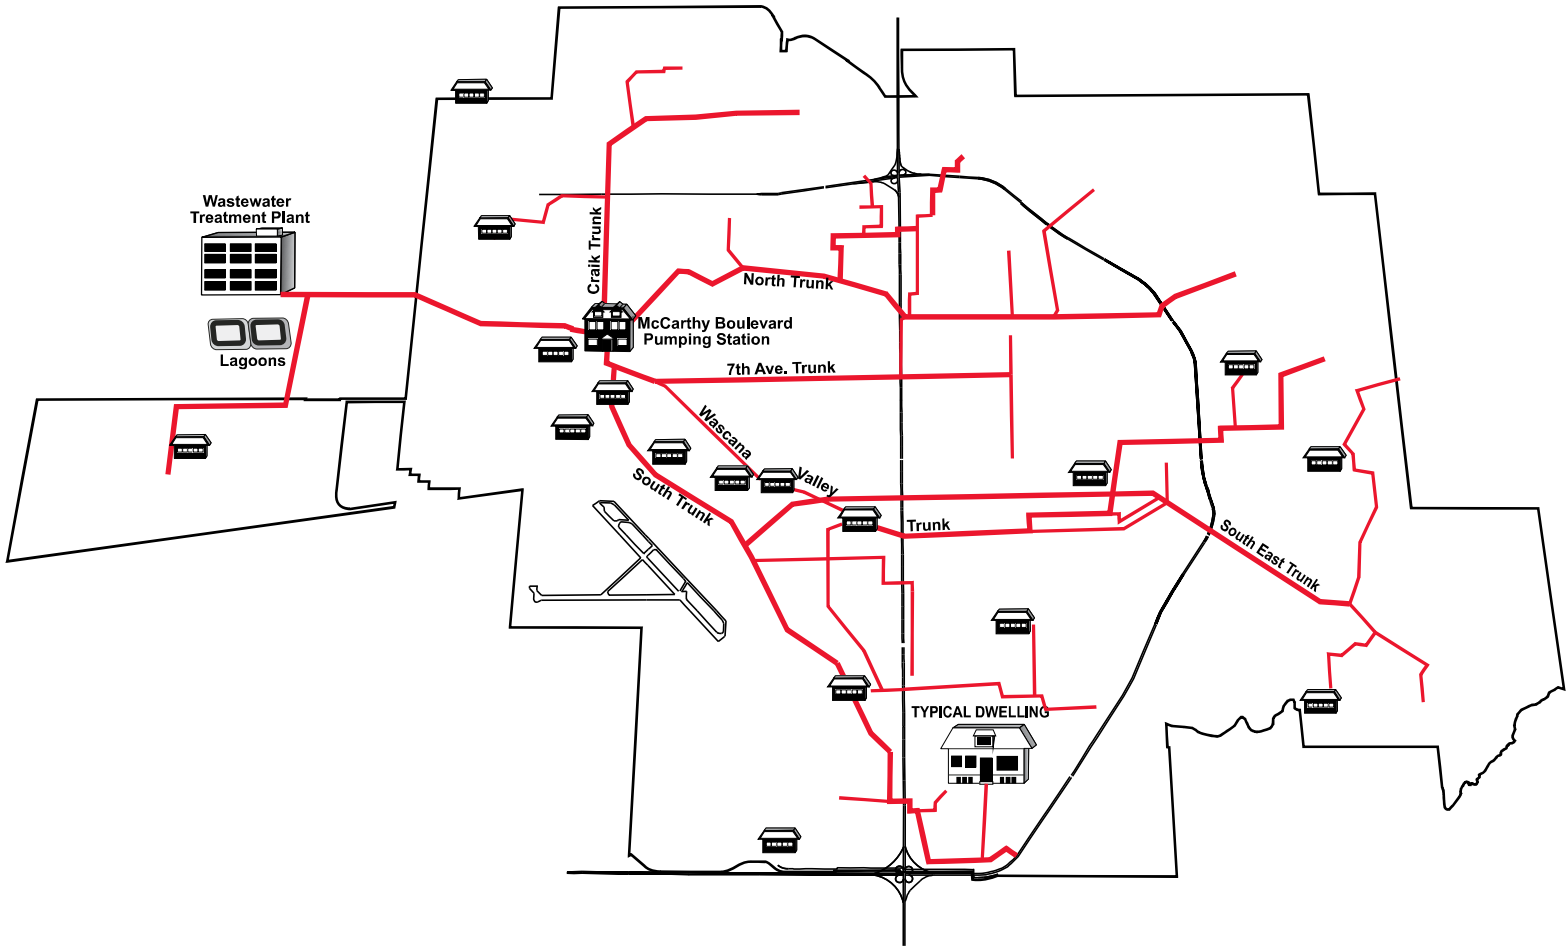 Wastewater
Treatment Plant
Craik Trunk
North Trunk
McCarthy Boulevard
Pumping Station
Lagoons
7th Ave. Trunk
Wascana
Valley
Trunk
South Trunk
South East Trunk
TYPICAL DWELLING